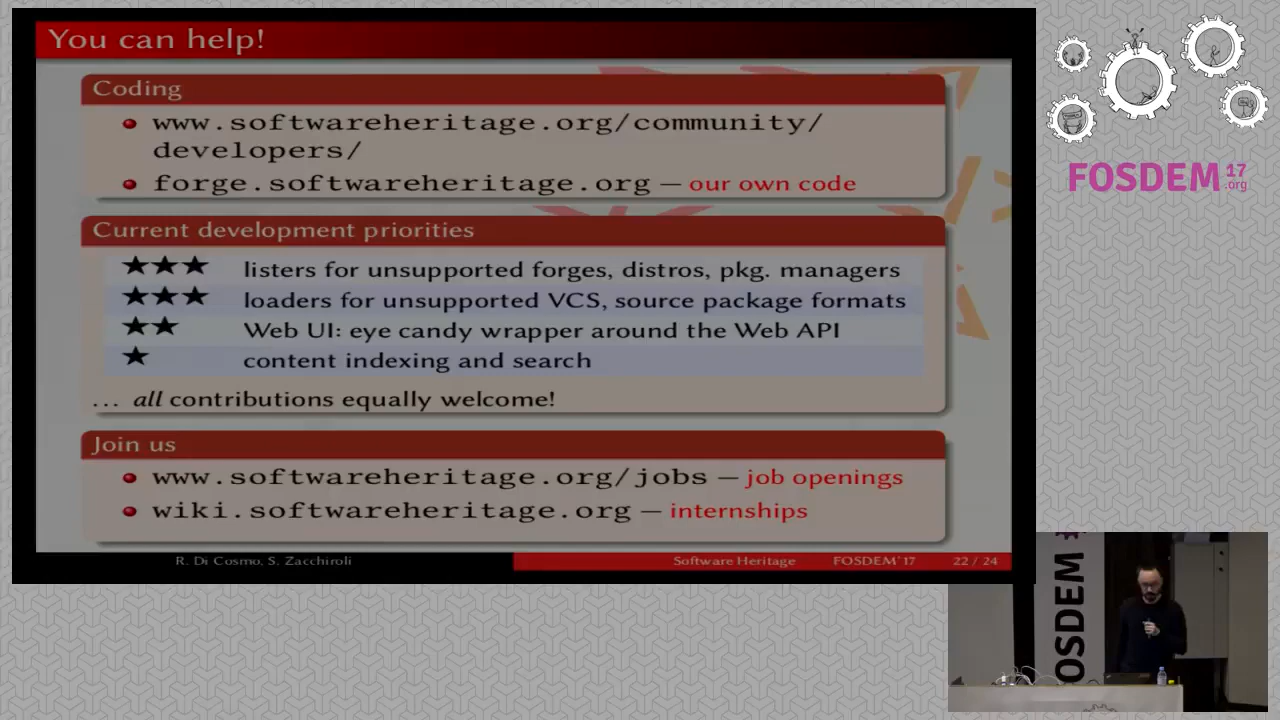 You can help!
Coding
www.softwareheritage.org/community/
developers/
forge.softwareheritage.org — our own code
Current development priorities
★★★ listers for unsupported forges, distros, pkg. managers
★★★ loaders for unsupported VCS, source package formats
★★ Web UI: eye candy wrapper around the Web API
★ content indexing and search
... all contributions equally welcome!
Join us
www.softwareheritage.org/jobs — job openings
wiki.softwareheritage.org — internships
R. Di Cosmo, S. Zacchiroli
Software Heritage FOSDEM'17 22 / 24
FOSDEM 17
.org
OSDEM